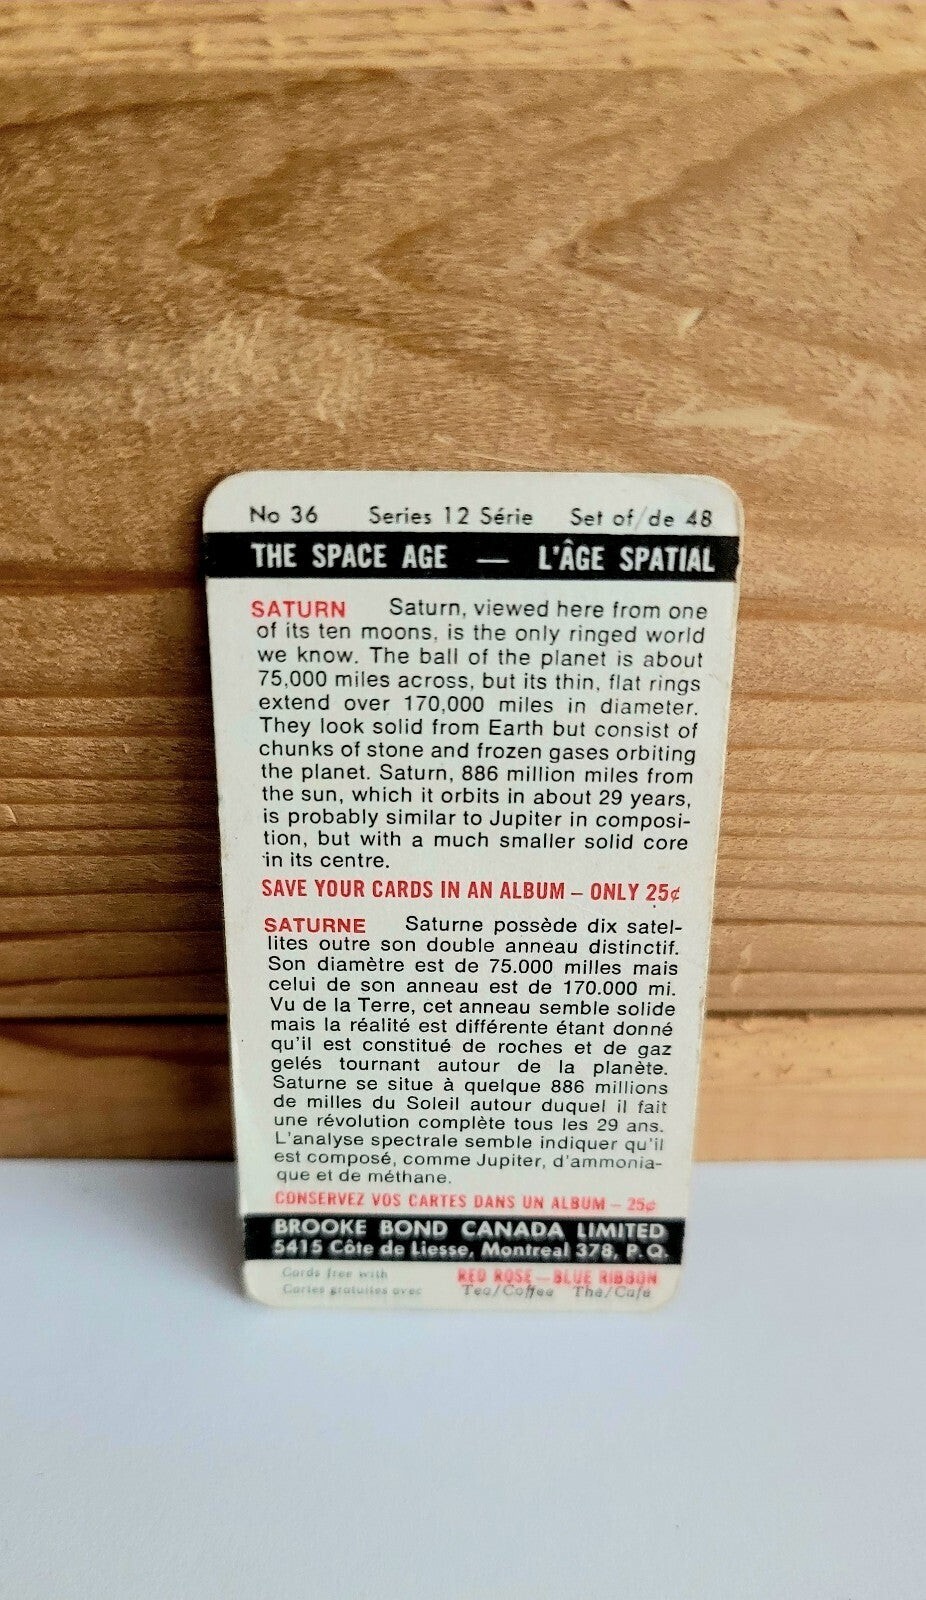 No 36 Series 12 Série Set of/de 48
THE SPACE AGE — L'ÂGE SPATIAL
SATURN Saturn, viewed here from one
of its ten moons, is the only ringed world
we know. The ball of the planet is about
75,000 miles across, but its thin, flat rings
extend over 170,000 miles in diameter.
They look solid from Earth but consist of
chunks of stone and frozen gases orbiting
the planet. Saturn, 886 million miles from
the sun, which it orbits in about 29 years,
is probably similar to Jupiter in composi-
tion, but with a much smaller solid core
in its centre.
SAVE YOUR CARDS IN AN ALBUM – ONLY 25¢
SATURNE Saturne possède dix satel-
lites outre son double anneau distinctif.
Son diamètre est de 75.000 milles mais
celui de son anneau est de 170.000 mi.
Vu de la Terre, cet anneau semble solide
mais la réalité est différente étant donné
qu'il est constitué de roches et de gaz
gelés tournant autour de la planète.
Saturne se situe à quelque 886 millions
de milles du Soleil autour duquel il fait
une révolution complète tous les 29 ans.
L'analyse spectrale semble indiquer qu'il
est composé, comme Jupiter, d'ammonia-
que et de méthane.
CONSERVEZ VOS CARTES DANS UN ALBUM – 25¢
BROOKE BOND CANADA LIMITED
5415 Côte de Liesse, Montreal 378, P. Q.
Cards free with RED ROSE—BLUE RIBBON
Cartes gratuites avec Tea/Coffee Thé/Café